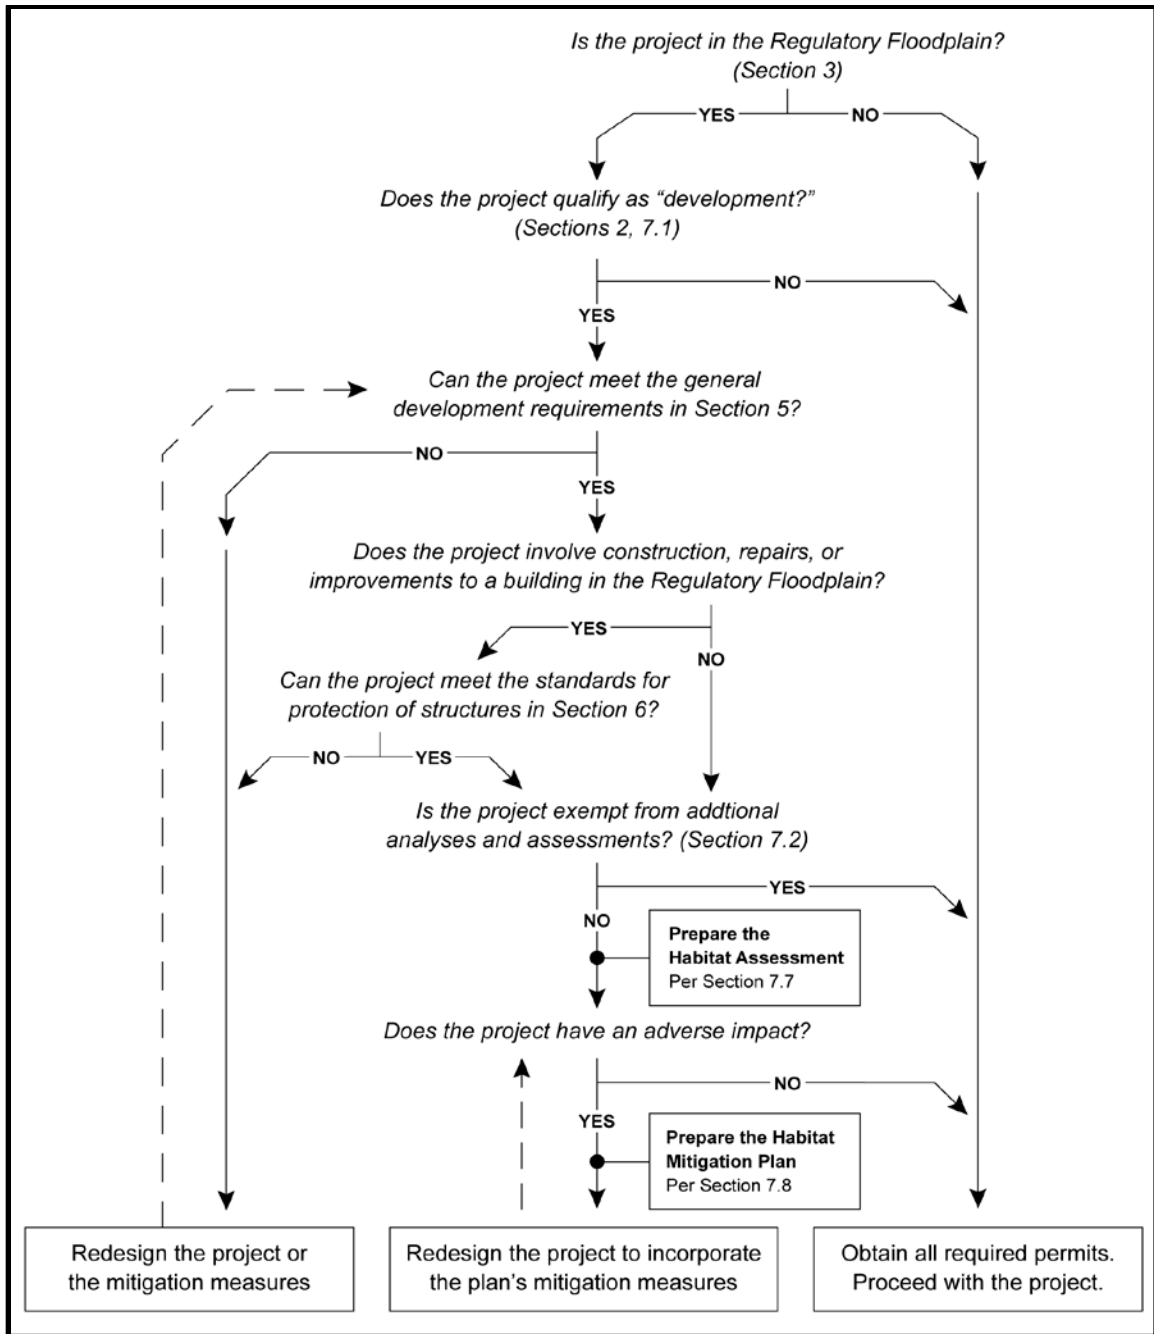 Is the project in the Regulatory Floodplain?
(Section 3)
YES
NO
Does the project qualify as “development?”
(Sections 2, 7.1)
NO
YES
Can the project meet the general
development requirements in Section 5?
NO
YES
Does the project involve construction, repairs, or
improvements to a building in the Regulatory Floodplain?
YES
NO
Can the project meet the standards for
protection of structures in Section 6?
NO
YES
Is the project exempt from addtional
analyses and assessments? (Section 7.2)
YES
NO
Prepare the
Habitat Assessment
Per Section 7.7
Does the project have an adverse impact?
NO
YES
Prepare the Habitat
Mitigation Plan
Per Section 7.8
Redesign the project or
the mitigation measures
Redesign the project to incorporate
the plan’s mitigation measures
Obtain all required permits.
Proceed with the project.